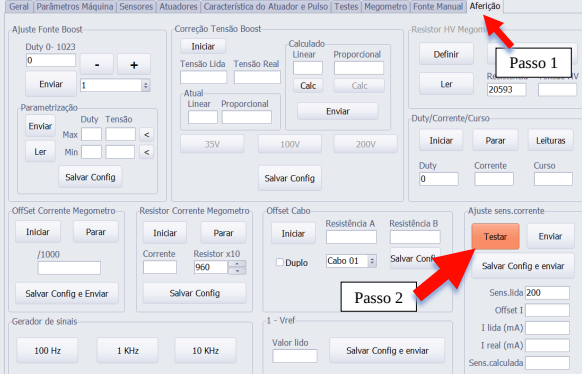 Geral Parâmetros Máquina Sensores Atuadores Característica do Atuador e Pulso Testes Megometro Fonte Manual Aferição
Ajuste Fonte Boost
Duty 0- 1023
0
-
+
Enviar
1
Parametrização
Duty Tensão
Enviar
Max
<
Ler
Min
<
Salvar Config
Correção Tensão Boost
Iniciar
Tensão Lida Tensão Real
Atual
Linear Proporcional
Calculado
Linear Proporcional
Calc
Calc
Enviar
35V
100V
200V
Salvar Config
Resistor HV Megom
Passo 1
Definir
Ler
20593
HV
Duty/Corrente/Curso
Iniciar
Parar
Leituras
Duty
Corrente
Curso
0
OffSet Corrente Megometro
Iniciar
Parar
/1000
Salvar Config e Enviar
Resistor Corrente Megometro
Iniciar
Parar
Corrente
Resistor x10
960
Salvar Config
Offset Cabo
Resistência A
Resistência B
Iniciar
Duplo
Cabo 01
Salvar Config
Passo 2
Ajuste sens.corrente
Testar
Enviar
Salvar Config e enviar
Sens.lida 200
Offset I
I lida (mA)
I real (mA)
Sens.calculada
Gerador de sinais
100 Hz
1 KHz
10 KHz
1 - Vref
Valor lido
Salvar Config e enviar